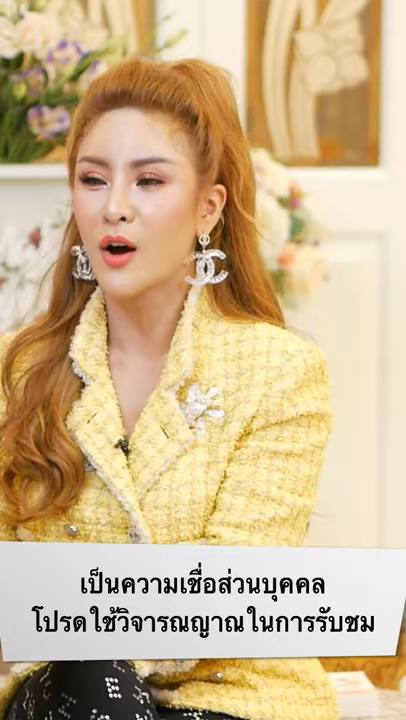 เป็นความเชื่อส่วนบุคคล
โปรดใช้วิจารณญาณในการรับชม